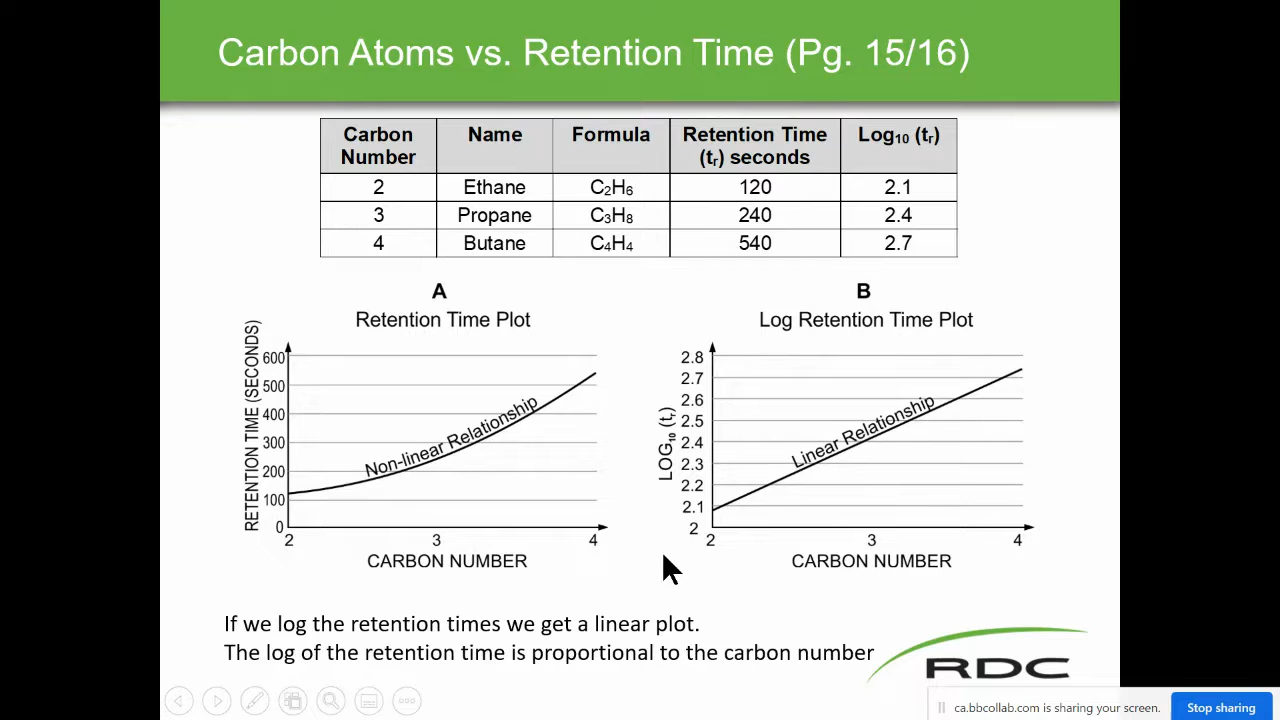 Carbon Atoms vs. Retention Time (Pg. 15/16)
Carbon Number Name Formula Retention Time (tr) seconds Log10 (tr)
2 Ethane C2H6 120 2.1
3 Propane C3H8 240 2.4
4 Butane C4H4 540 2.7
A
Retention Time Plot
RETENTION TIME (SECONDS)
600
500
400
300
200
100
0
Non-linear Relationship
2 3 4
CARBON NUMBER
B
Log Retention Time Plot
LOG10 (tr)
2.8
2.7
2.6
2.5
2.4
2.3
2.2
2.1
2
Linear Relationship
2 3 4
CARBON NUMBER
If we log the retention times we get a linear plot.
The log of the retention time is proportional to the carbon number
RDC
ca.bbcollab.com is sharing your screen.
Stop sharing